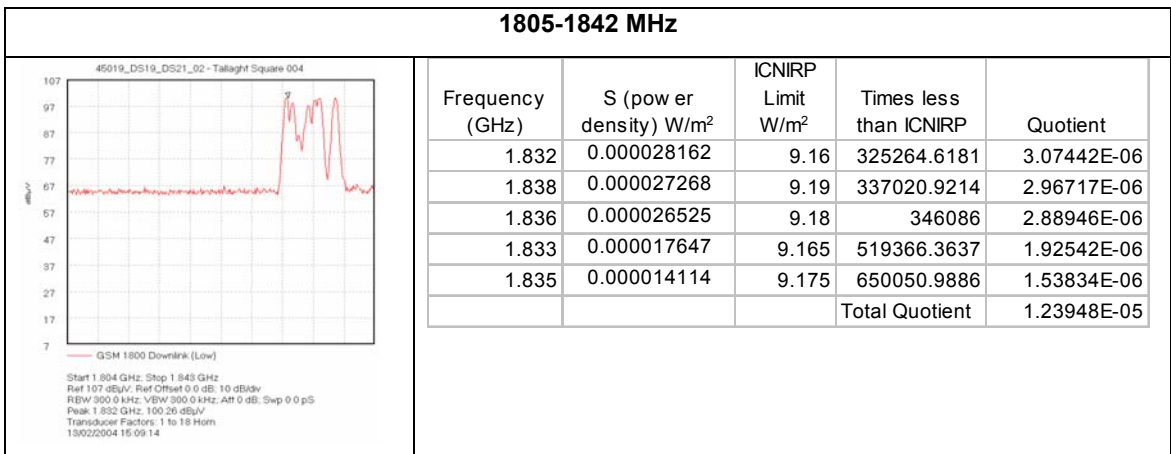 1805-1842 MHz
45019_DS19_DS21_02 - Tallaght Square 004
107
97
87
77
67
57
47
37
27
17
7
dBµV
GSM 1800 Downlink (Low)
Start 1.804 GHz; Stop 1.843 GHz
Ref 107 dBµV; Ref Offset 0.0 dB; 10 dB/div
RBW 300.0 kHz; VBW 300.0 kHz; Att 0 dB; Swp 0.0 pS
Peak 1.832 GHz, 100.26 dBµV
Transducer Factors: 1 to 18 Horn
13/02/2004 15:09:14
Frequency (GHz) S (pow er density) W/m² ICNIRP Limit W/m² Times less than ICNIRP Quotient
1.832 0.000028162 9.16 325264.6181 3.07442E-06
1.838 0.000027268 9.19 337020.9214 2.96717E-06
1.836 0.000026525 9.18 346086 2.88946E-06
1.833 0.000017647 9.165 519366.3637 1.92542E-06
1.835 0.000014114 9.175 650050.9886 1.53834E-06
Total Quotient 1.23948E-05